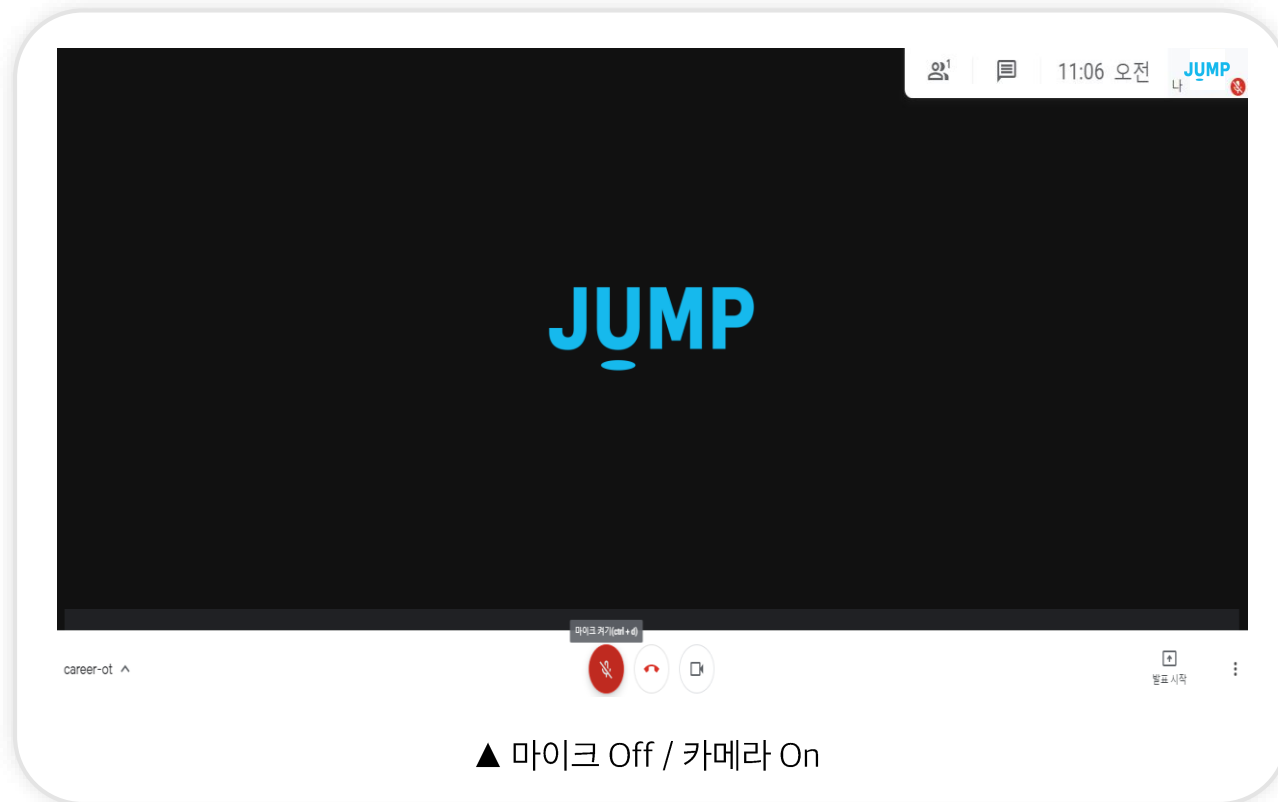 1
11:06 오전
나
JUMP
JUMP
마이크 켜기(ctrl + d)
career-ot
발표 시작
▲ 마이크 Off / 카메라 On